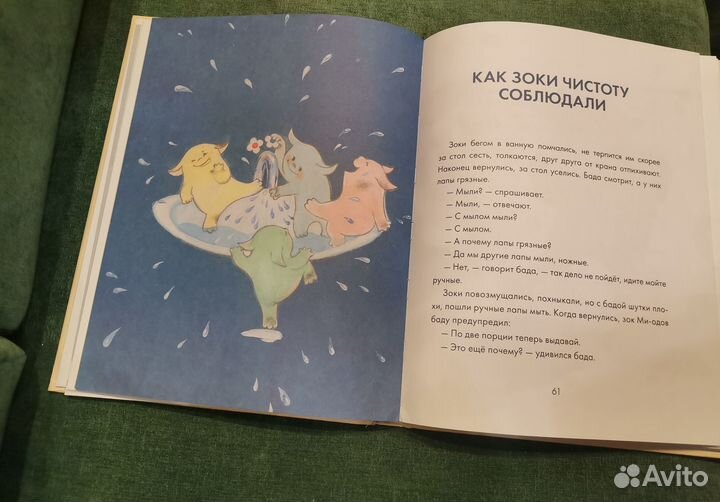 КАК ЗОКИ ЧИСТОТУ
СОБЛЮДАЛИ
Зоки бегом в ванную помчались, не терпится им скорее
за стол сесть, толкаются, друг друга от крана отпихивают.
Наконец вернулись, за стол уселись. Бада смотрит, а у них
лапы грязные.
— Мыли? — спрашивает.
— Мыли, — отвечают.
— С мылом мыли?
— С мылом.
— А почему лапы грязные?
— Да мы другие лапы мыли, ножные.
— Нет, — говорит бада, — так дело не пойдёт, идите мойте
ручные.
Зоки повозмущались, похныкали, но с бадой шутки пло-
хи, пошли ручные лапы мыть. Когда вернулись, зок Ми-одов
баду предупредил:
— По две порции теперь выдавай.
— Это ещё почему? — удивился бада.
61
Avito